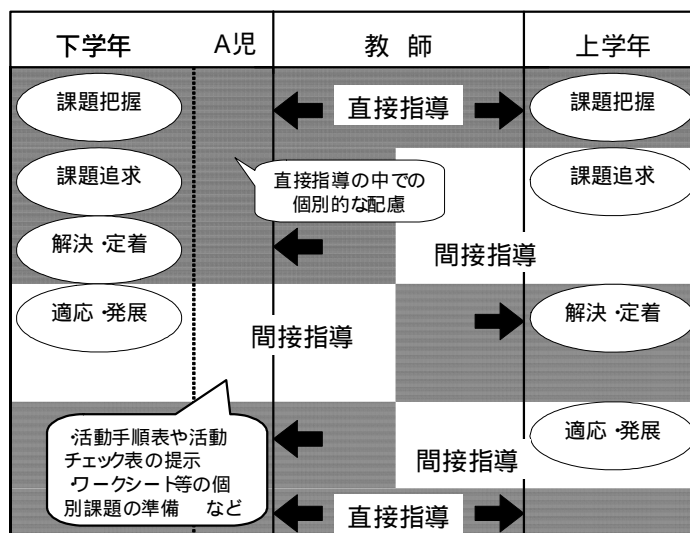 下学年 A児 教 師 上学年
課題把握 直接指導 課題把握
課題追求 課題追求
直接指導の中での
個別的な配慮
解決・定着 間接指導
適応・発展 間接指導 解決・定着
・活動手順表や活動
チェック表の提示
・ワークシート等の個
別課題の準備 など
適応・発展
間接指導
直接指導